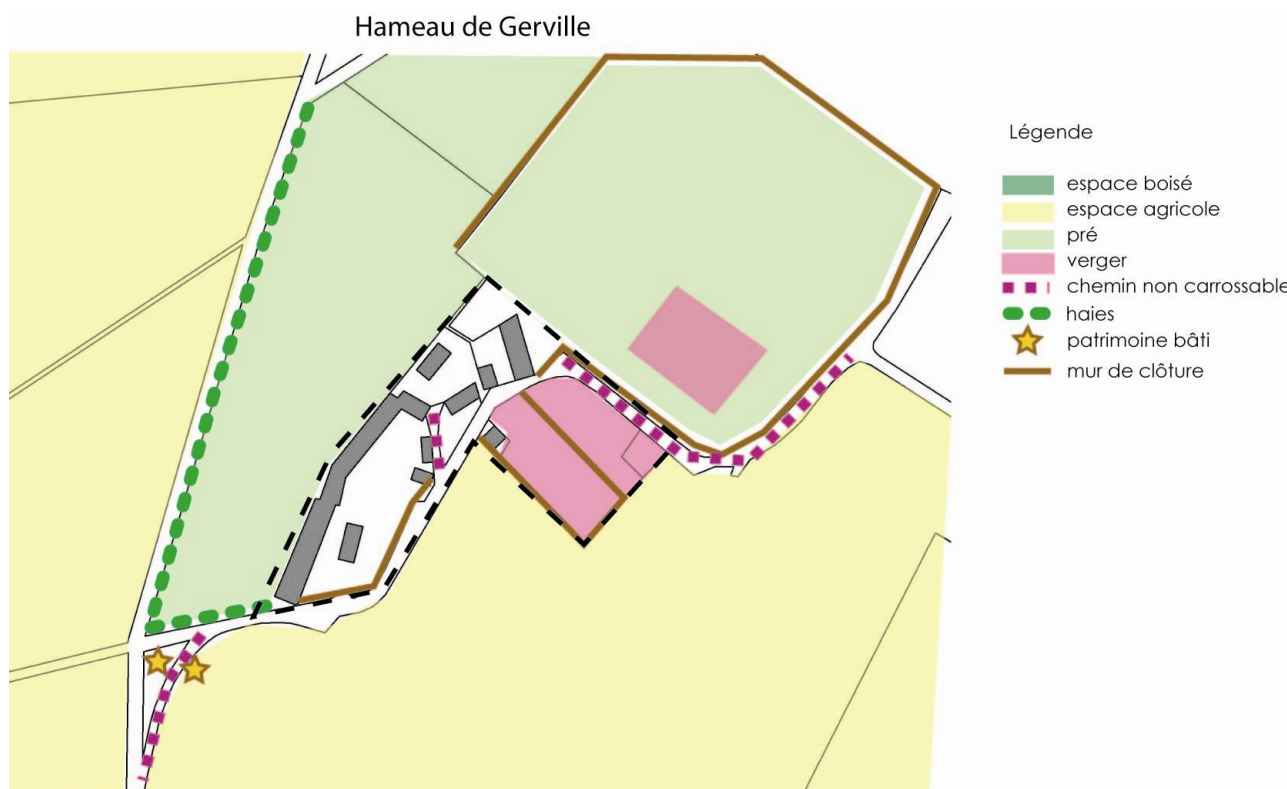 Hameau de Gerville
Légende
espace boisé
espace agricole
pré
verger
chemin non carrossable
haies
patrimoine bâti
mur de clôture